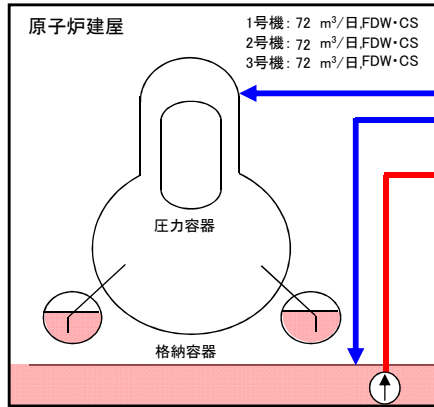 原子炉建屋
1号機: 72 m³/日,FDW・CS
2号機: 72 m³/日,FDW・CS
3号機: 72 m³/日,FDW・CS
圧力容器
格納容器